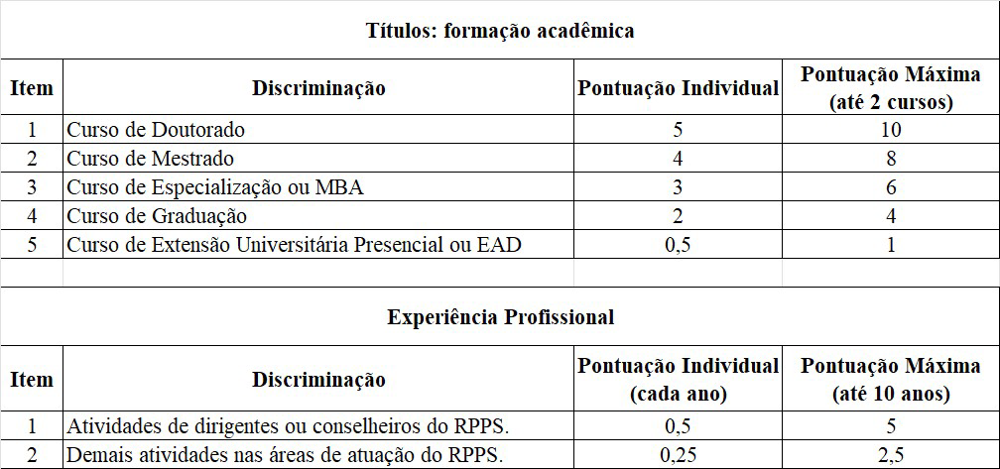 Títulos: formação acadêmica
Item Discriminação Pontuação Individual Pontuação Máxima (até 2 cursos)
1 Curso de Doutorado 5 10
2 Curso de Mestrado 4 8
3 Curso de Especialização ou MBA 3 6
4 Curso de Graduação 2 4
5 Curso de Extensão Universitária Presencial ou EAD 0,5 1
Experiência Profissional
Item Discriminação Pontuação Individual (cada ano) Pontuação Máxima (até 10 anos)
1 Atividades de dirigentes ou conselheiros do RPPS. 0,5 5
2 Demais atividades nas áreas de atuação do RPPS. 0,25 2,5